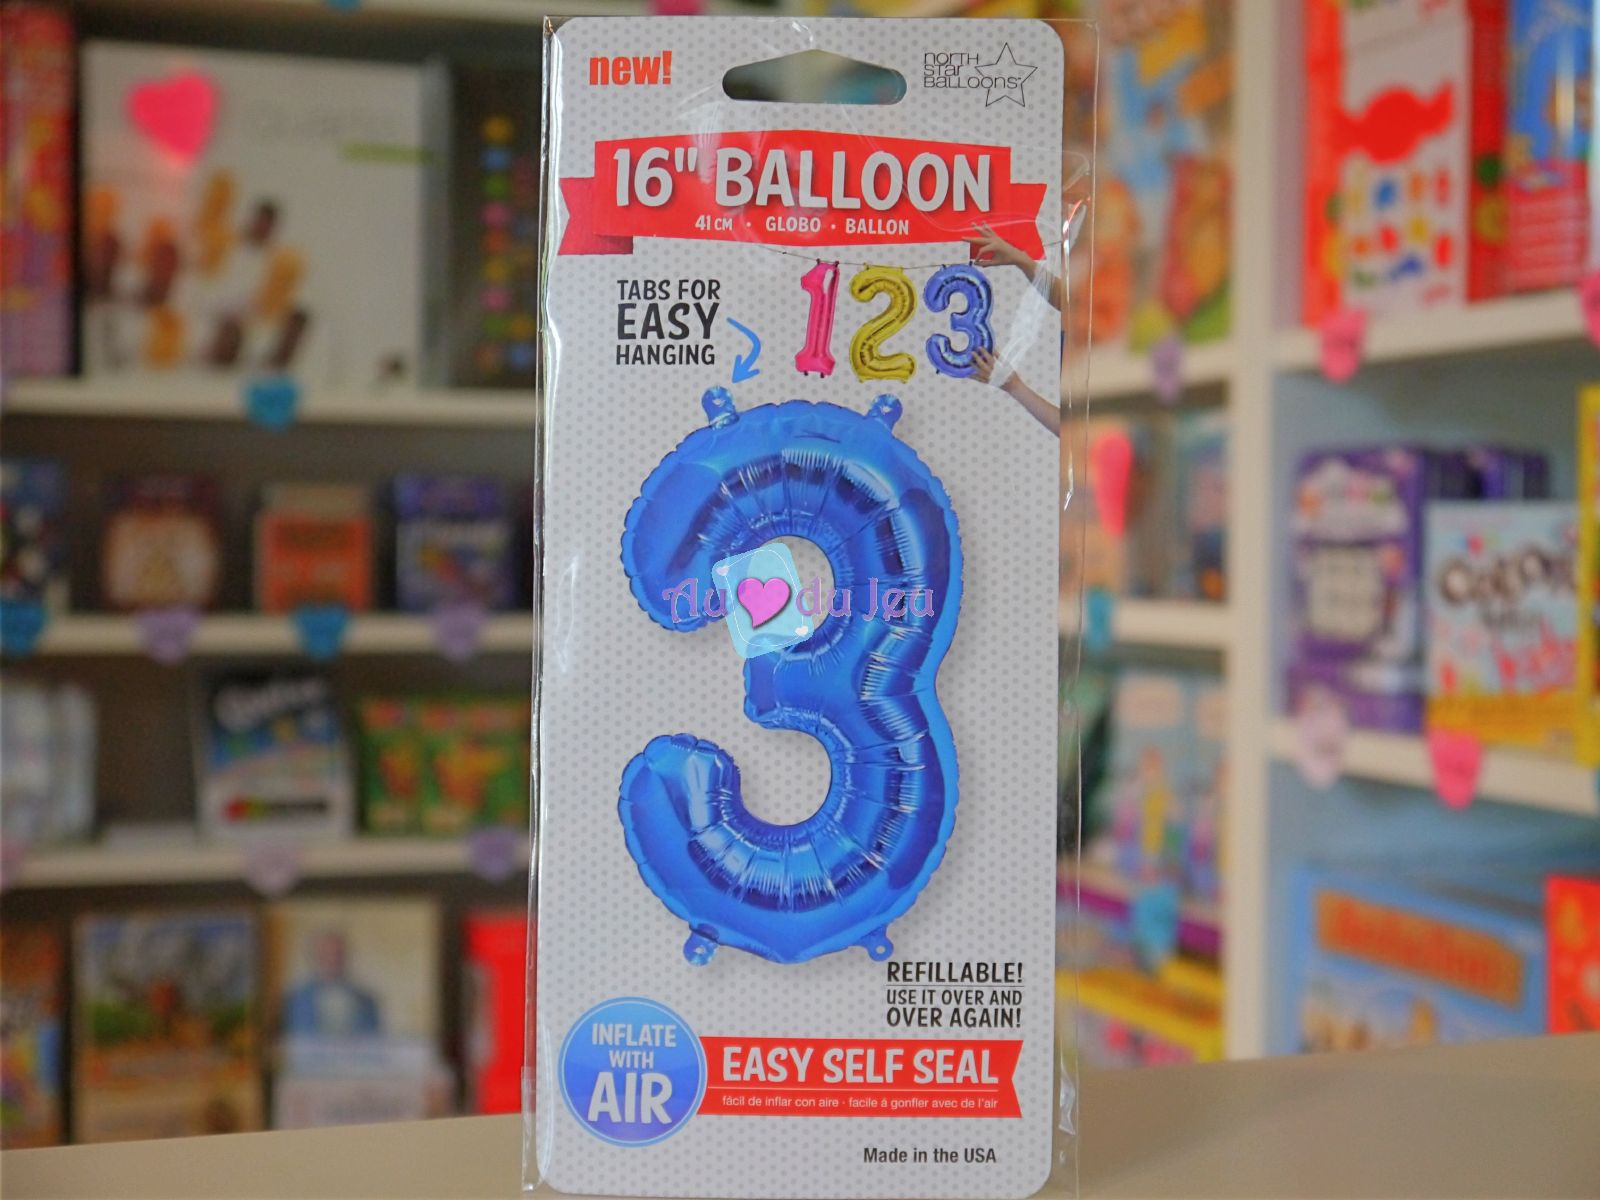 new!
NORTH
STAR
BALLOONS
16" BALLOON
41 CM · GLOBO · BALLON
TABS FOR
EASY
HANGING
123
3
Au du Jeu
REFILLABLE!
USE IT OVER AND
OVER AGAIN!
INFLATE
WITH
AIR
EASY SELF SEAL
fácil de inflar con aire · facile á gonfler avec de l'air
Made in the USA